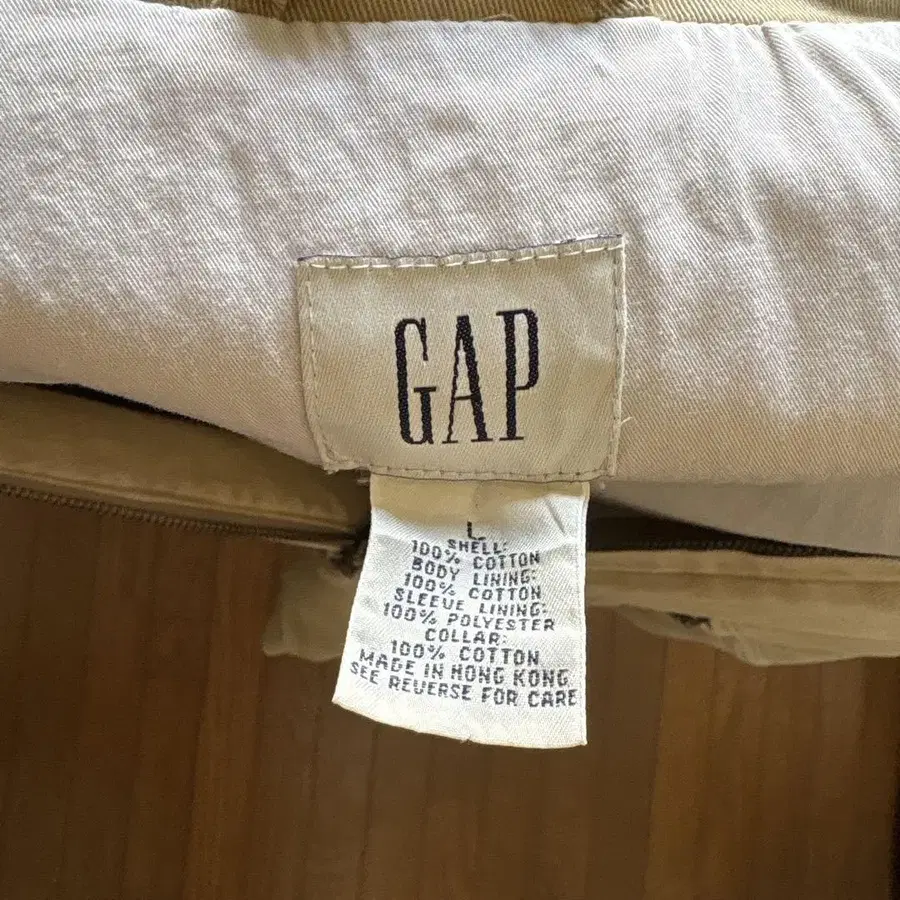 GAP
L
SHELL:
100% COTTON
BODY LINING:
100% COTTON
SLEEVE LINING:
100% POLYESTER
COLLAR:
100% COTTON
MADE IN HONG KONG
SEE REVERSE FOR CARE